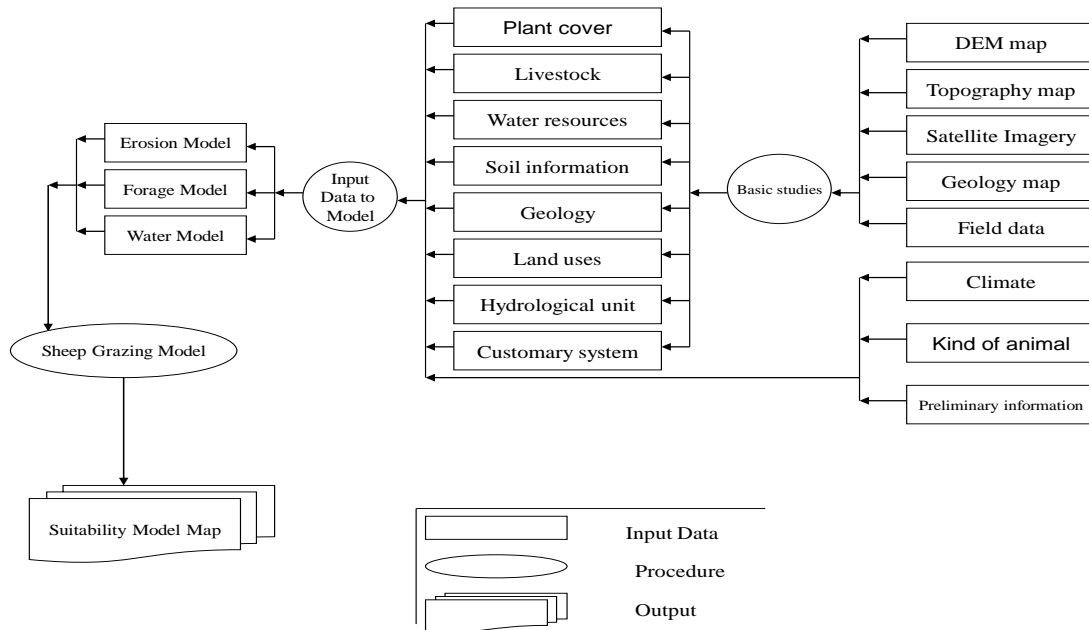 Plant cover
DEM map
Livestock
Topography map
Water resources
Satellite Imagery
Erosion Model
Soil information
Input
Data to
Model
Basic studies
Geology map
Forage Model
Geology
Field data
Water Model
Land uses
Climate
Hydrological unit
Sheep Grazing Model
Customary system
Kind of animal
Preliminary information
Suitability Model Map
Input Data
Procedure
Output